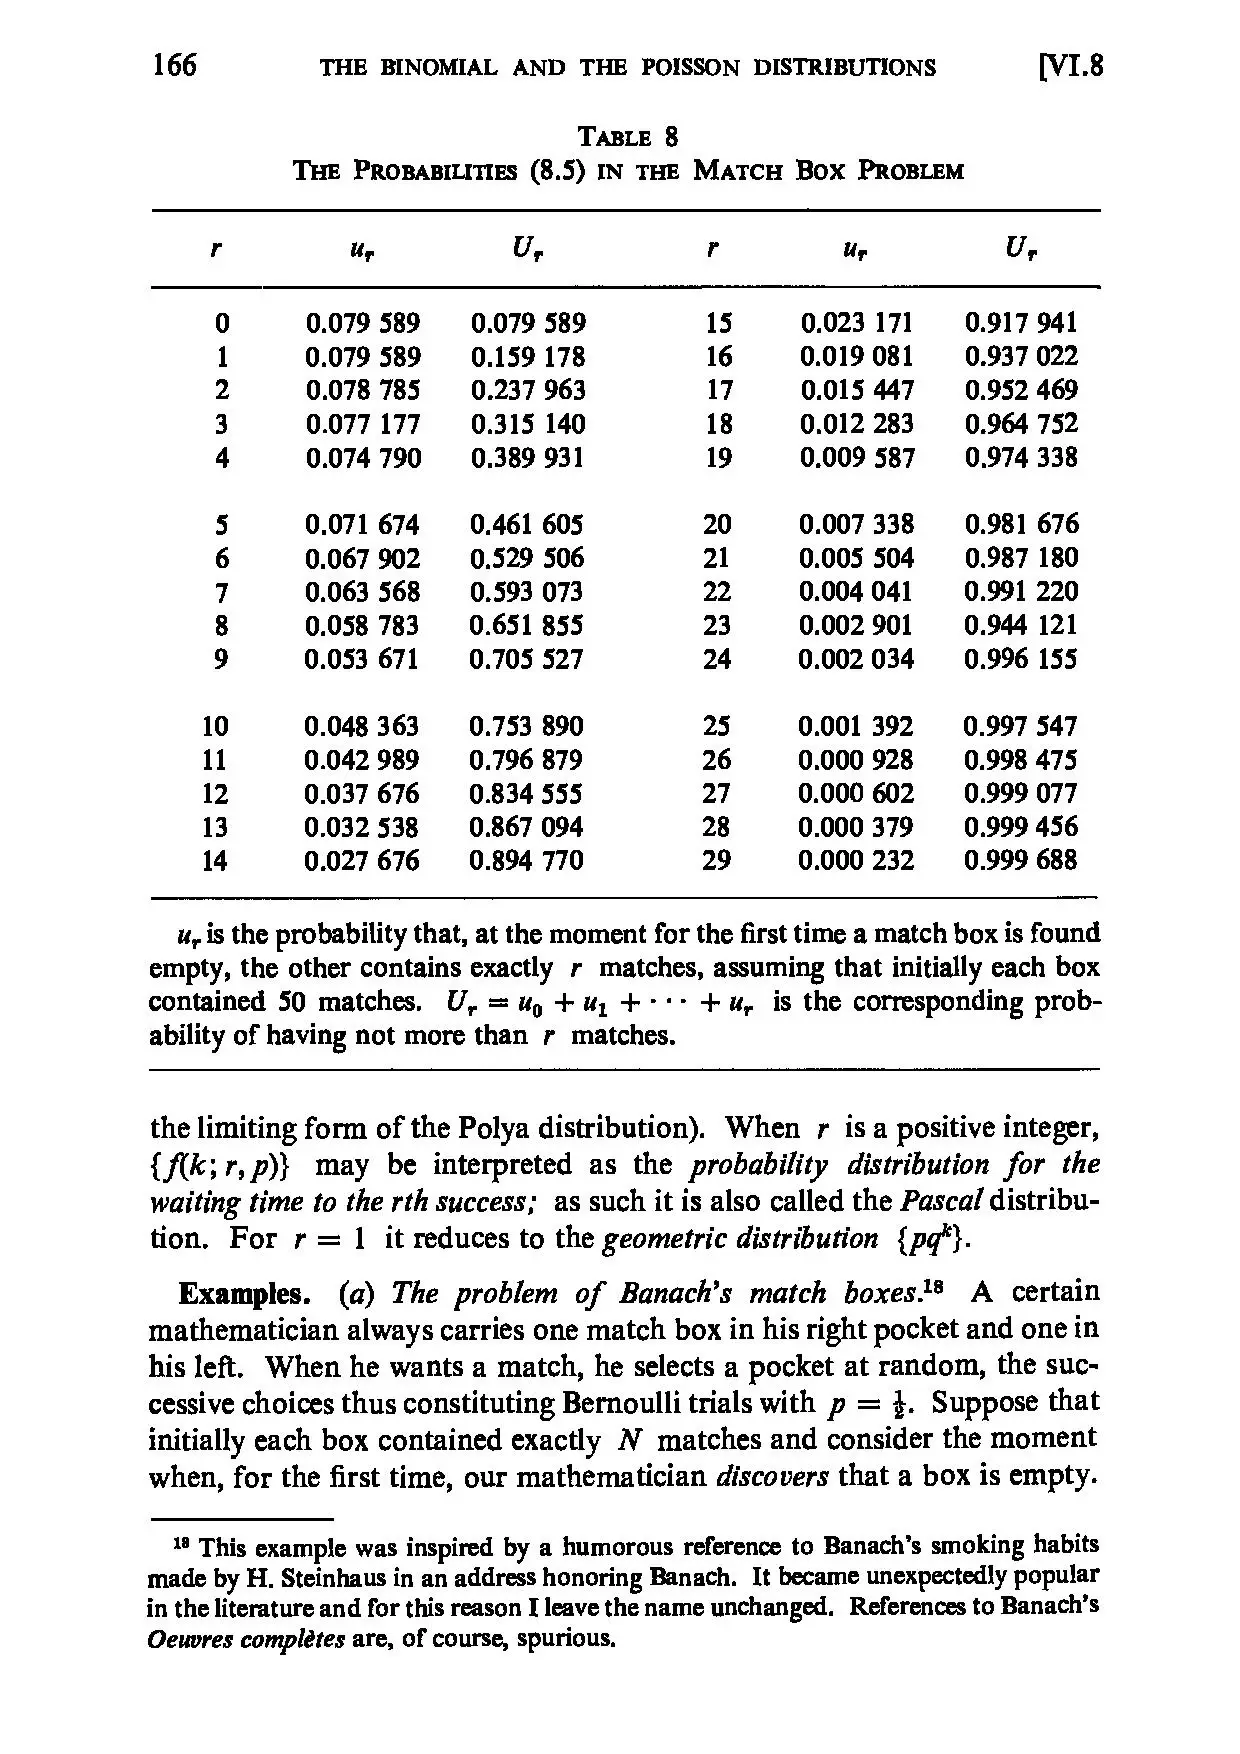 166 THE BINOMIAL AND THE POISSON DISTRIBUTIONS [VI.8
TABLE 8
THE PROBABILITIES (8.5) IN THE MATCH BOX PROBLEM
r uᵣ Uᵣ r uᵣ Uᵣ
0 0.079 589 0.079 589 15 0.023 171 0.917 941
1 0.079 589 0.159 178 16 0.019 081 0.937 022
2 0.078 785 0.237 963 17 0.015 447 0.952 469
3 0.077 177 0.315 140 18 0.012 283 0.964 752
4 0.074 790 0.389 931 19 0.009 587 0.974 338
5 0.071 674 0.461 605 20 0.007 338 0.981 676
6 0.067 902 0.529 506 21 0.005 504 0.987 180
7 0.063 568 0.593 073 22 0.004 041 0.991 220
8 0.058 783 0.651 855 23 0.002 901 0.944 121
9 0.053 671 0.705 527 24 0.002 034 0.996 155
10 0.048 363 0.753 890 25 0.001 392 0.997 547
11 0.042 989 0.796 879 26 0.000 928 0.998 475
12 0.037 676 0.834 555 27 0.000 602 0.999 077
13 0.032 538 0.867 094 28 0.000 379 0.999 456
14 0.027 676 0.894 770 29 0.000 232 0.999 688
uᵣ is the probability that, at the moment for the first time a match box is found
empty, the other contains exactly r matches, assuming that initially each box
contained 50 matches. Uᵣ = u₀ + u₁ + · · · + uᵣ is the corresponding prob-
ability of having not more than r matches.
the limiting form of the Polya distribution). When r is a positive integer,
{f(k; r, p)} may be interpreted as the probability distribution for the
waiting time to the rth success; as such it is also called the Pascal distribu-
tion. For r = 1 it reduces to the geometric distribution {pqᵏ}.
Examples. (a) The problem of Banach's match boxes.¹⁸ A certain
mathematician always carries one match box in his right pocket and one in
his left. When he wants a match, he selects a pocket at random, the suc-
cessive choices thus constituting Bernoulli trials with p = ½. Suppose that
initially each box contained exactly N matches and consider the moment
when, for the first time, our mathematician discovers that a box is empty.
¹⁸ This example was inspired by a humorous reference to Banach's smoking habits
made by H. Steinhaus in an address honoring Banach. It became unexpectedly popular
in the literature and for this reason I leave the name unchanged. References to Banach's
Oeuvres complètes are, of course, spurious.